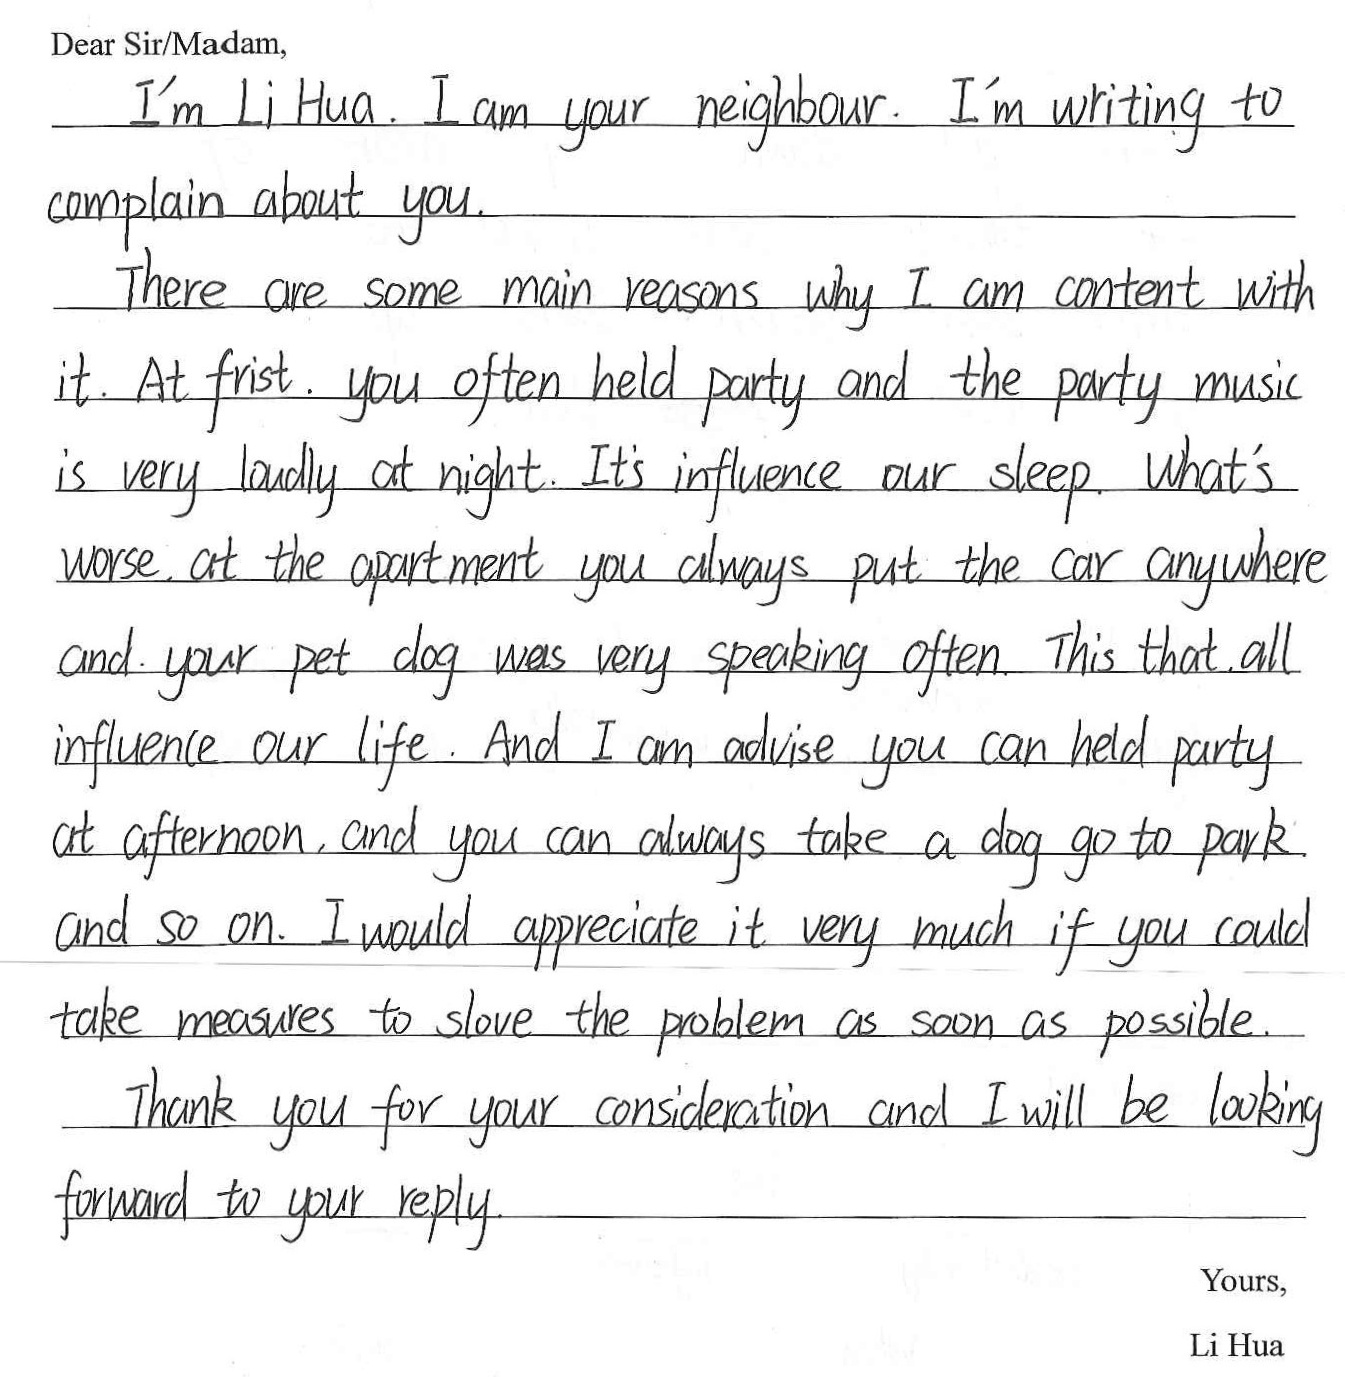 Dear Sir/Madam,
I'm Li Hua. I am your neighbour. I'm writing to
complain about you.
There are some main reasons why I am content with
it. At frist. you often held party and the party music
is very loudly at night. It's influence our sleep. What's
worse. at the apartment you always put the car anywhere
and. your pet dog was very speaking often. This that.all
influence our life. And I am advise you can held party
at afternoon, and you can always take a dog go to park.
and so on. I would appreciate it very much if you could
take measures to slove the problem as soon as possible.
Thank you for your consideration and I will be looking
forward to your reply.
Yours,
Li Hua